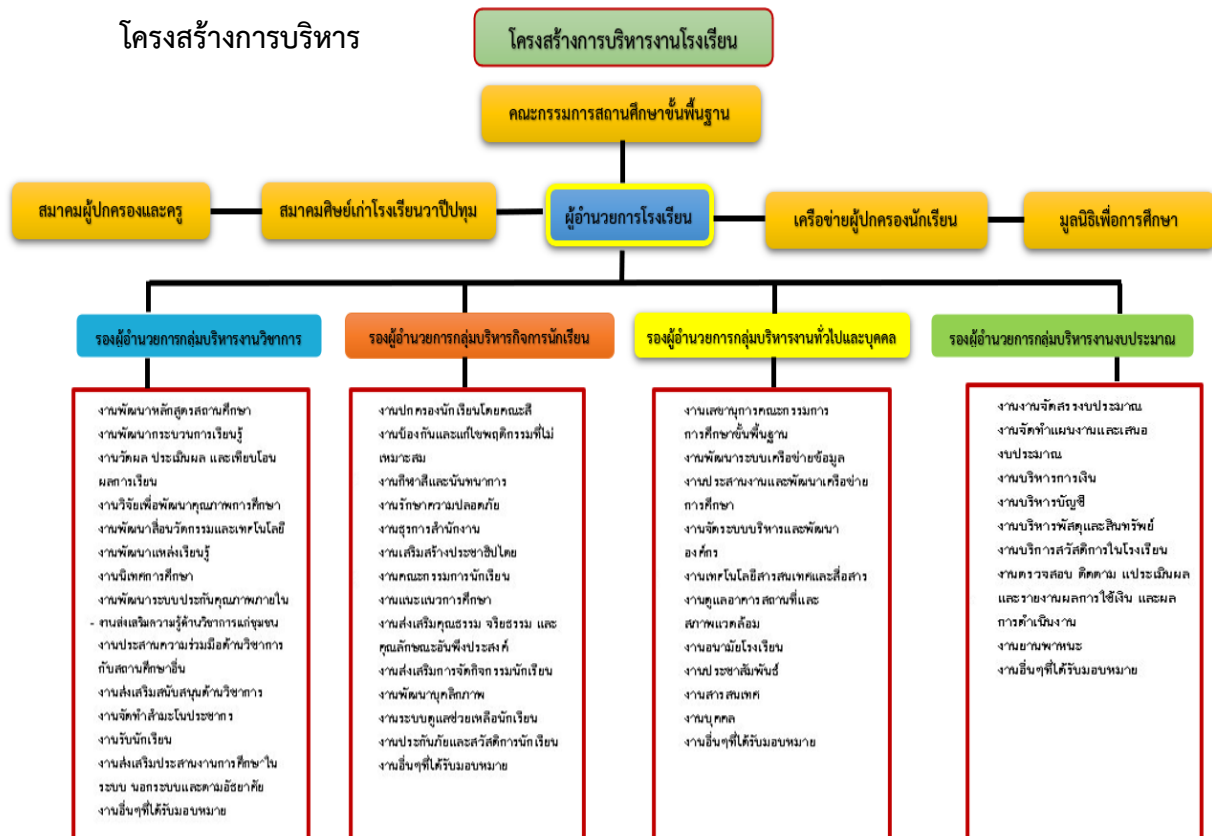 โครงสร้างการบริหาร
โครงสร้างการบริหารงานโรงเรียน
คณะกรรมการสถานศึกษาขั้นพื้นฐาน
สมาคมผู้ปกครองและครู
สมาคมศิษย์เก่าโรงเรียนวาปีปทุม
ผู้อำนวยการโรงเรียน
เครือข่ายผู้ปกครองนักเรียน
มูลนิธิเพื่อการศึกษา
รองผู้อำนวยการกลุ่มบริหารงานวิชาการ
งานพัฒนาหลักสูตรสถานศึกษา
งานพัฒนากระบวนการเรียนรู้
งานวัดผล ประเมินผล และเทียบโอน
ผลการเรียน
งานวิจัยเพื่อพัฒนาคุณภาพการศึกษา
งานพัฒนาสื่อนวัตกรรมและเทคโนโลยี
งานพัฒนาแหล่งเรียนรู้
งานนิเทศการศึกษา
งานพัฒนาระบบประกันคุณภาพภายใน
- งานส่งเสริมความรู้ด้านวิชาการแก่ชุมชน
งานประสานความร่วมมือด้านวิชาการ
กับสถานศึกษาอื่น
งานส่งเสริมสนับสนุนด้านวิชาการ
งานจัดทำสำมะโนประชากร
งานรับนักเรียน
งานส่งเสริมประสานงานการศึกษาใน
ระบบ นอกระบบและตามอัธยาศัย
งานอื่นๆที่ได้รับมอบหมาย
รองผู้อำนวยการกลุ่มบริหารกิจการนักเรียน
งานปกครองนักเรียนโดยคณะสี
งานป้องกันและแก้ไขพฤติกรรมที่ไม่
เหมาะสม
งานกีฬาสีและนันทนาการ
งานรักษาความปลอดภัย
งานธุรการสำนักงาน
งานเสริมสร้างประชาธิปไตย
งานคณะกรรมการนักเรียน
งานแนะแนวการศึกษา
งานส่งเสริมคุณธรรม จริยธรรม และ
คุณลักษณะอันพึงประสงค์
งานส่งเสริมการจัดกิจกรรมนักเรียน
งานพัฒนาบุคลิกภาพ
งานระบบดูแลช่วยเหลือนักเรียน
งานประกันภัยและสวัสดิการนักเรียน
งานอื่นๆที่ได้รับมอบหมาย
รองผู้อำนวยการกลุ่มบริหารงานทั่วไปและบุคคล
งานเลขานุการคณะกรรมการ
การศึกษาขั้นพื้นฐาน
งานพัฒนาระบบเครือข่ายข้อมูล
งานประสานงานและพัฒนาเครือข่าย
การศึกษา
งานจัดระบบบริหารและพัฒนา
องค์กร
งานเทคโนโลยีสารสนเทศและสื่อสาร
งานดูแลอาคารสถานที่และ
สภาพแวดล้อม
งานอนามัยโรงเรียน
งานประชาสัมพันธ์
งานสารสนเทศ
งานบุคคล
งานอื่นๆที่ได้รับมอบหมาย
รองผู้อำนวยการกลุ่มบริหารงานงบประมาณ
งานงานจัดสรรงบประมาณ
งานจัดทำแผนงานและเสนอ
งบประมาณ
งานบริหารการเงิน
งานบริหารบัญชี
งานบริหารพัสดุและสินทรัพย์
งานบริการสวัสดิการในโรงเรียน
งานตรวจสอบ ติดตาม แประเมินผล
และรายงานผลการใช้เงิน และผล
การดำเนินงาน
งานยานพาหนะ
งานอื่นๆที่ได้รับมอบหมาย